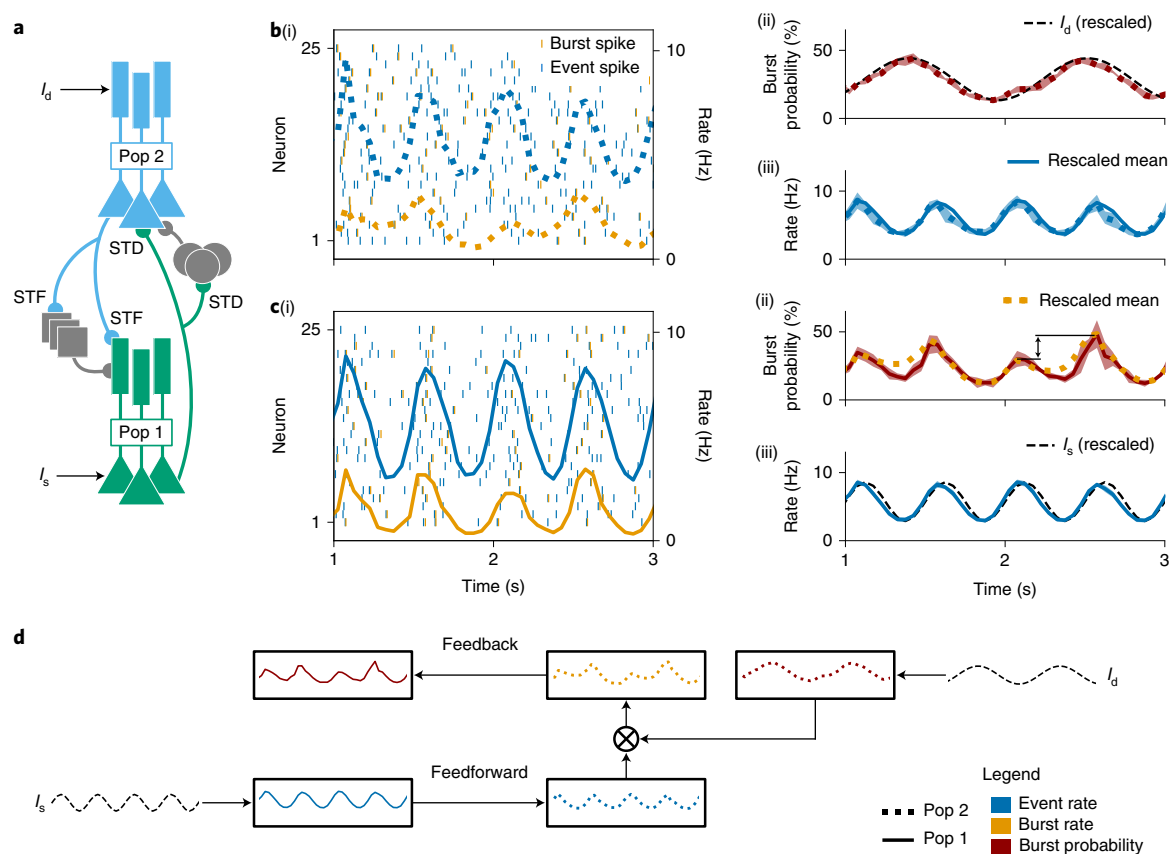 a
I_d
Pop 2
STD
STF
STF
STD
Pop 1
I_s
b(i)
25
Neuron
1
Burst spike
Event spike
10
Rate (Hz)
0
(ii)
I_d (rescaled)
Burst
probability (%)
50
0
(iii)
Rescaled mean
Rate (Hz)
10
0
c(i)
25
Neuron
1
10
Rate (Hz)
0
1
2
3
Time (s)
(ii)
Rescaled mean
Burst
probability (%)
50
0
(iii)
I_s (rescaled)
Rate (Hz)
10
0
1
2
3
Time (s)
d
Feedback
I_d
Feedforward
I_s
Legend
Pop 2
Pop 1
Event rate
Burst rate
Burst probability